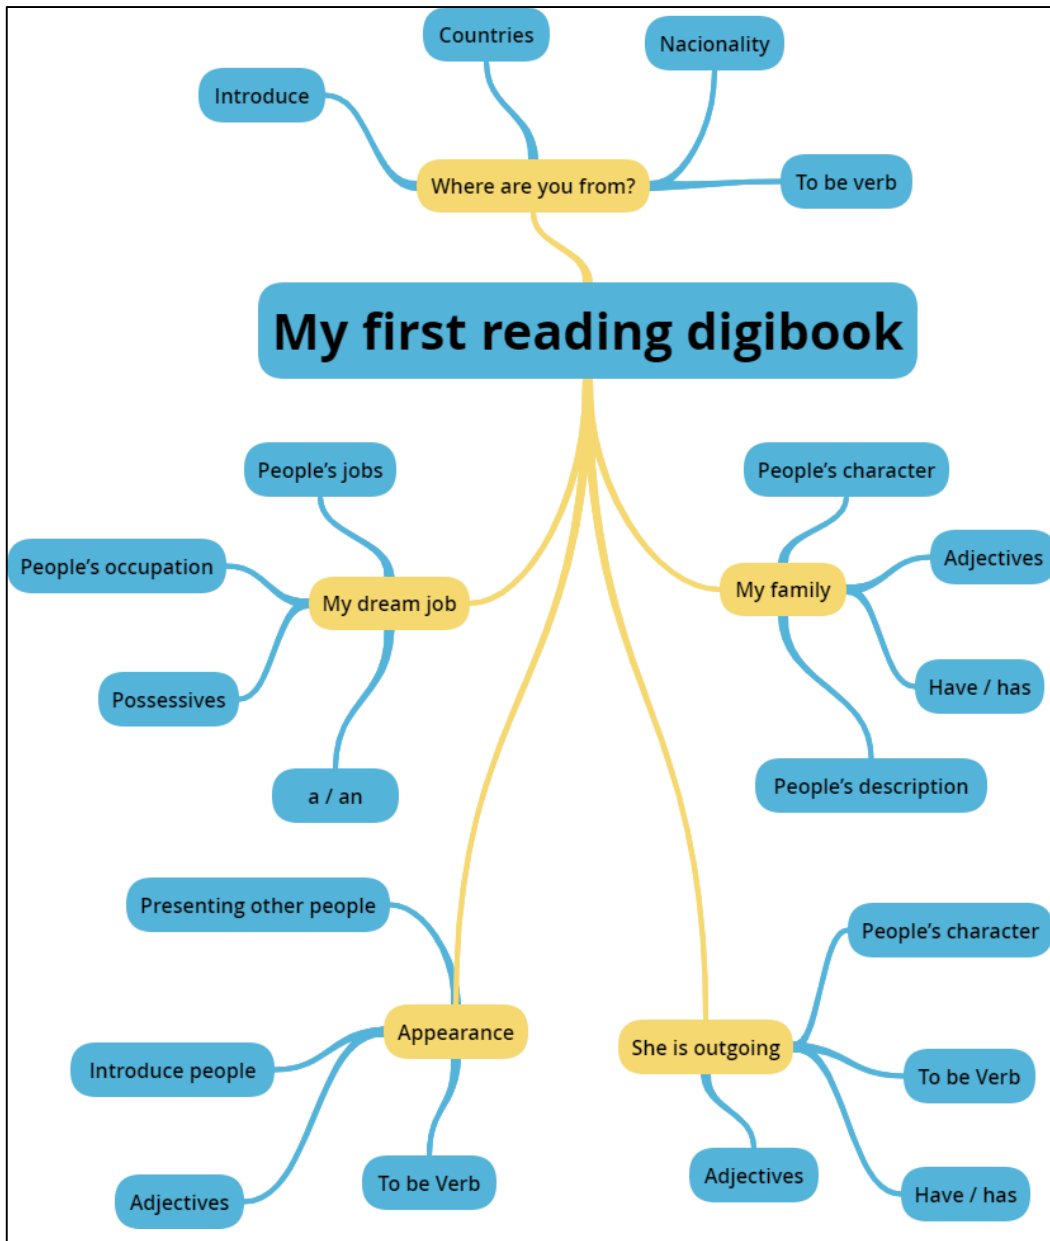 Countries
Nacionality
Introduce
Where are you from?
To be verb
My first reading digibook
People's jobs
People's occupation
My dream job
Possessives
a / an
People's character
Adjectives
My family
Have / has
People's description
Presenting other people
Appearance
Introduce people
Adjectives
To be Verb
People's character
She is outgoing
To be Verb
Adjectives
Have / has